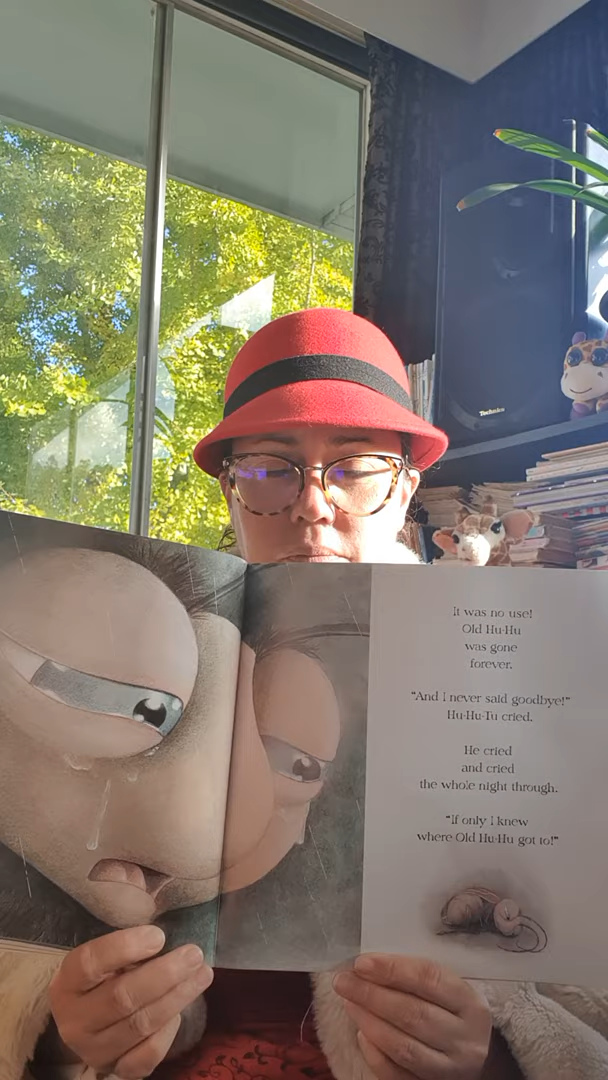 Technics
It was no use!
Old Hu-Hu
was gone
forever.
"And I never said goodbye!"
Hu-Hu-Tu cried.
He cried
and cried
the whole night through.
"If only I knew
where Old Hu-Hu got to!"